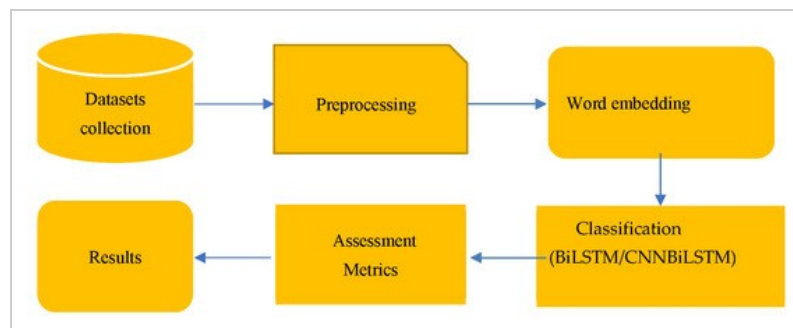 Datasets
collection
Preprocessing
Word embedding
Classification
(BiLSTM/CNNBiLSTM)
Assessment
Metrics
Results